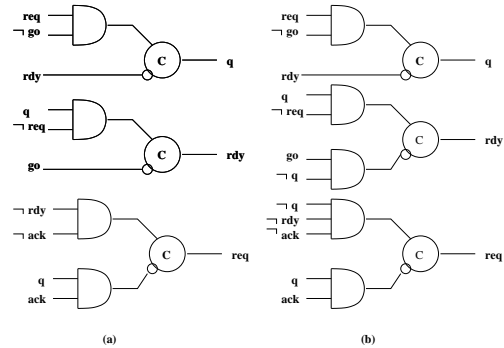 req
¬ go
C
q
rdy
q
¬ req
C
rdy
go
¬ rdy
¬ ack
C
req
q
ack
(a)
req
¬ go
C
q
rdy
q
¬ req
C
rdy
go
¬ q
¬ q
¬ rdy
¬ ack
C
req
q
ack
(b)